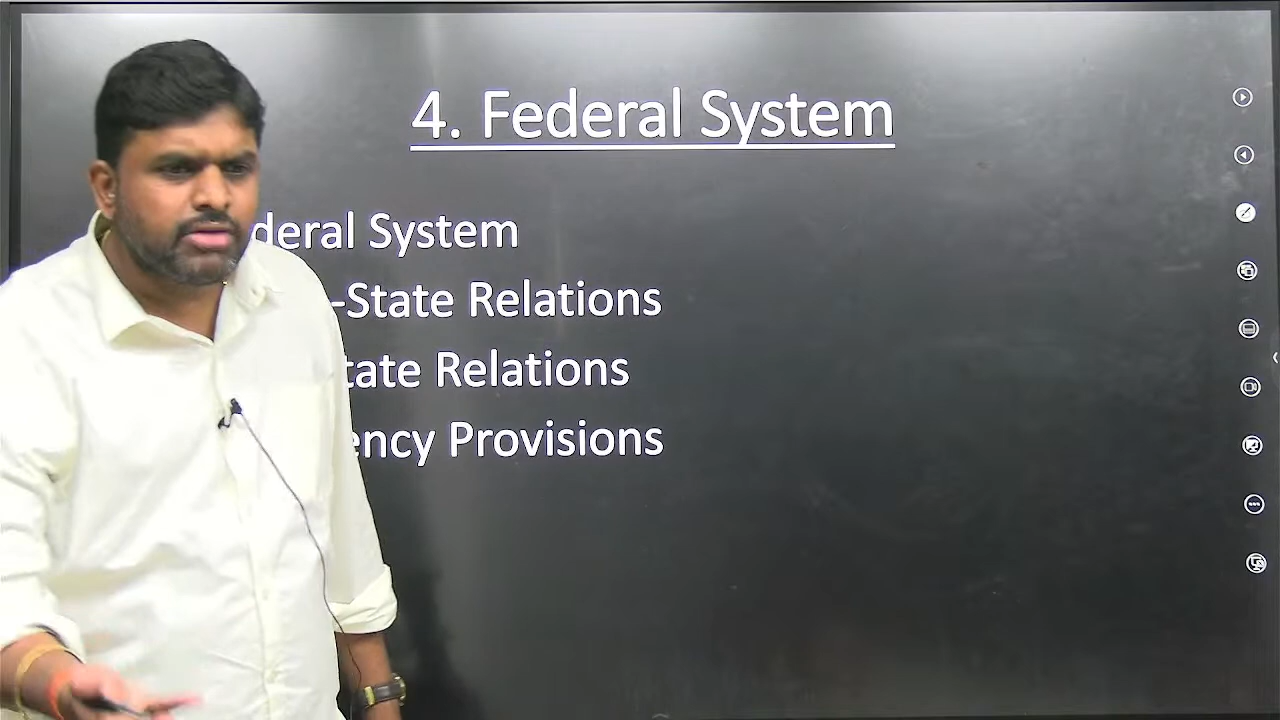 4. Federal System
deral System
-State Relations
tate Relations
ency Provisions